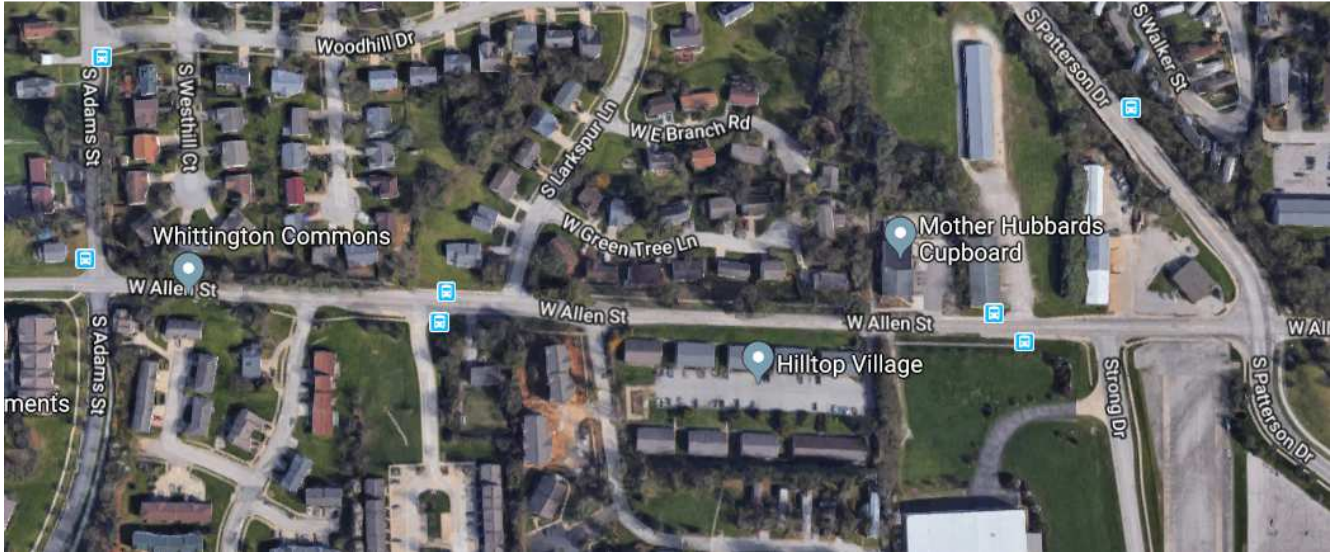 Woodhill Dr
S Adams St
S Westhill Ct
S Larkspur Ln
W E Branch Rd
S Patterson Dr
S Walker St
W Green Tree Ln
Whittington Commons
Mother Hubbards
Cupboard
W Allen St
W Allen St
W Allen St
W All
S Adams St
Hilltop Village
ments
Strong Dr
S Patterson Dr